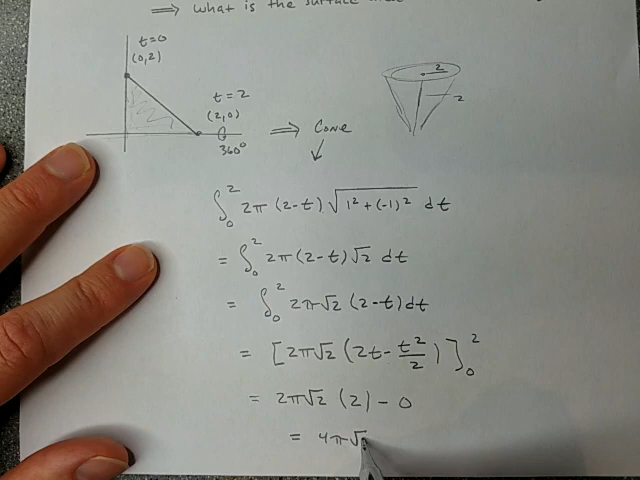 ⟹ What is the surface
t=0
(0,2)
t=2
(2,0)
360°
⟹ Cone
2
2
∫₀² 2π (2-t) √(1² + (-1)²) dt
= ∫₀² 2π (2-t) √2 dt
= ∫₀² 2π√2 (2-t) dt
= [2π√2 (2t - t²/2)]₀²
= 2π√2 (2) - 0
= 4π√